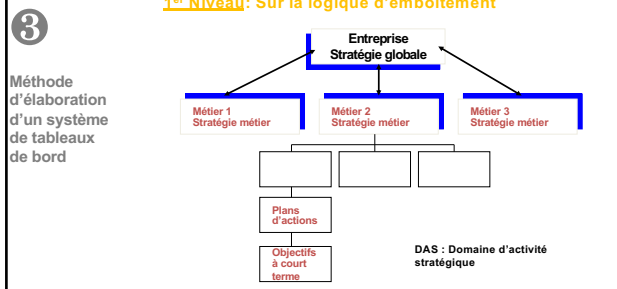 1er Niveau: Sur la logique d'emboîtement
❸
Méthode
d'élaboration
d'un système
de tableaux
de bord
Entreprise
Stratégie globale
Métier 1
Stratégie métier
Métier 2
Stratégie métier
Métier 3
Stratégie métier
Plans
d'actions
Objectifs
à court
terme
DAS : Domaine d'activité
stratégique